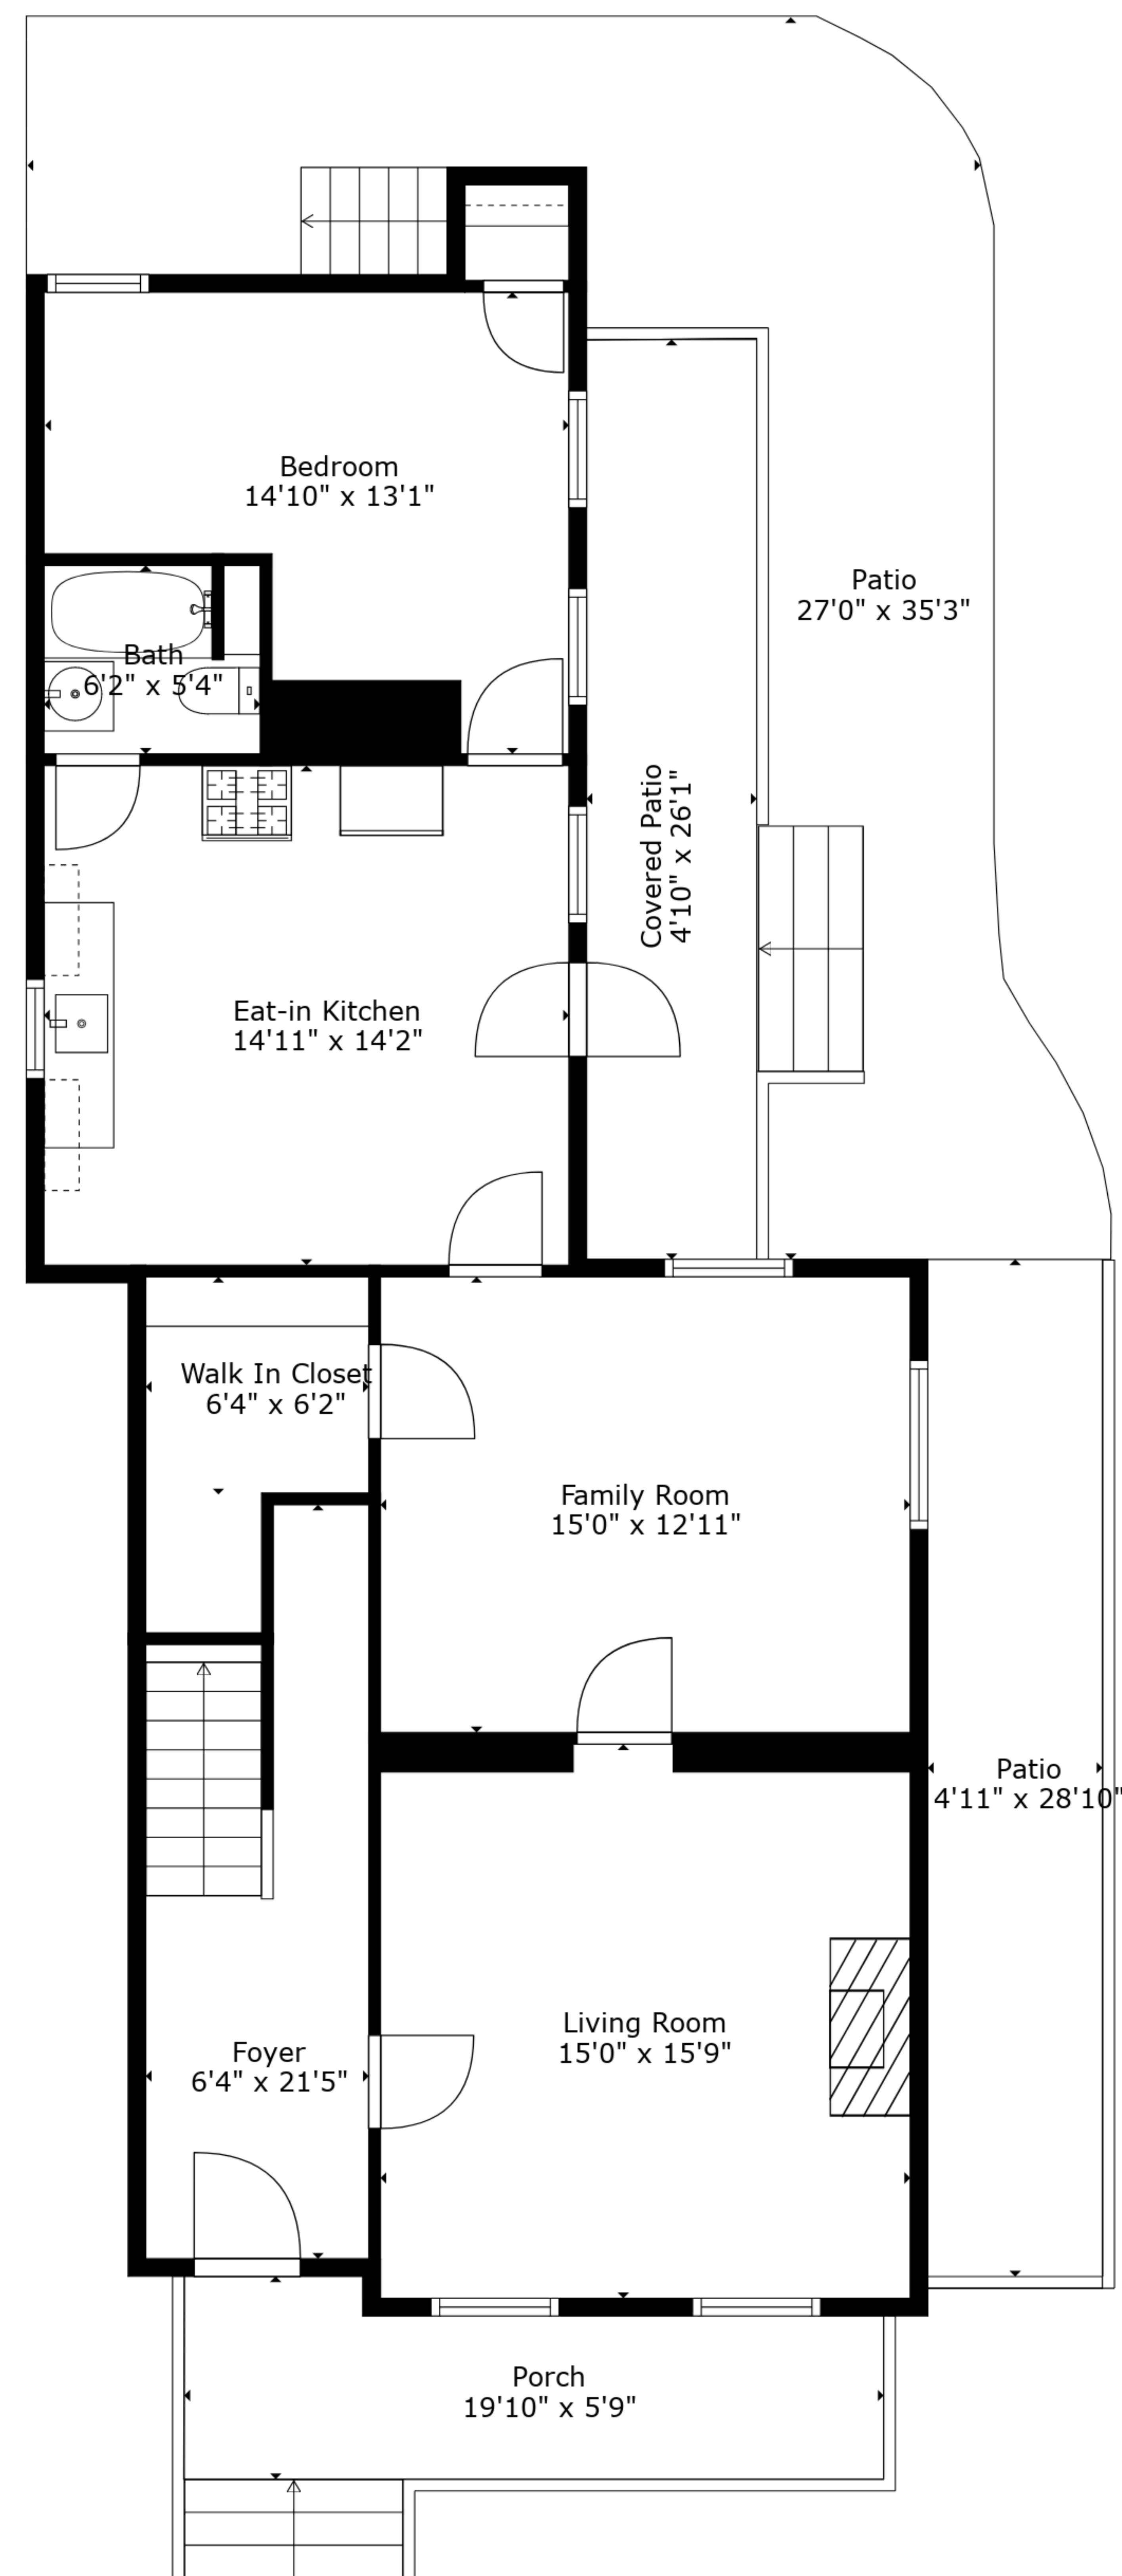 Bedroom
14'10" x 13'1"
Patio
27'0" x 35'3"
Bath
6'2" x 5'4"
Covered Patio
4'10" x 26'1"
Eat-in Kitchen
14'11" x 14'2"
Walk In Closet
6'4" x 6'2"
Family Room
15'0" x 12'11"
Patio
4'11" x 28'10"
Living Room
15'0" x 15'9"
Foyer
6'4" x 21'5"
Porch
19'10" x 5'9"